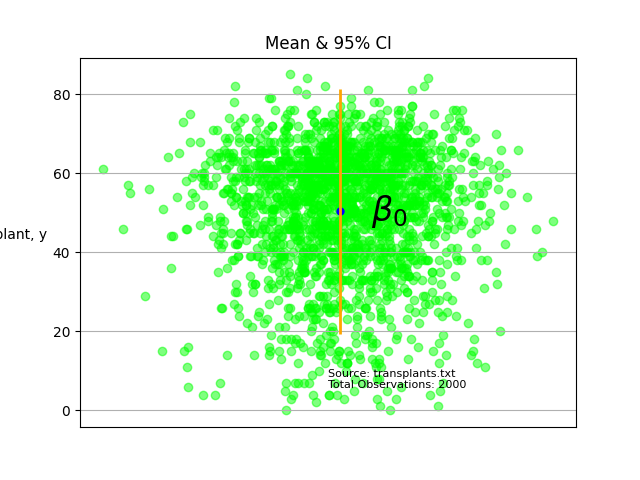 Mean & 95% CI
80
60
40
20
0
plant, y
β0
Source: transplants.txt
Total Observations: 2000